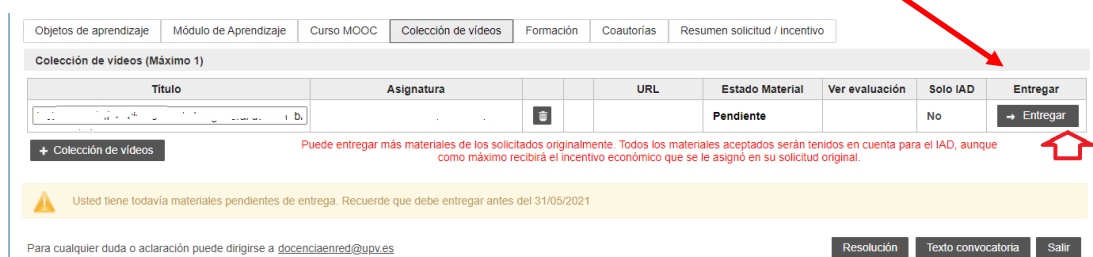 Objetos de aprendizaje Módulo de Aprendizaje Curso MOOC Colección de vídeos Formación Coautorías Resumen solicitud / incentivo
Colección de vídeos (Máximo 1)
Título Asignatura URL Estado Material Ver evaluación Solo IAD Entregar
Pendiente No → Entregar
+ Colección de vídeos
Puede entregar más materiales de los solicitados originalmente. Todos los materiales aceptados serán tenidos en cuenta para el IAD, aunque
como máximo recibirá el incentivo económico que se le asignó en su solicitud
original.
Usted tiene todavía materiales pendientes de entrega. Recuerde que debe entregar antes del 31/05/2021
Para cualquier duda o aclaración puede dirigirse a docenciaenred@upv.es
Resolución Texto convocatoria Salir